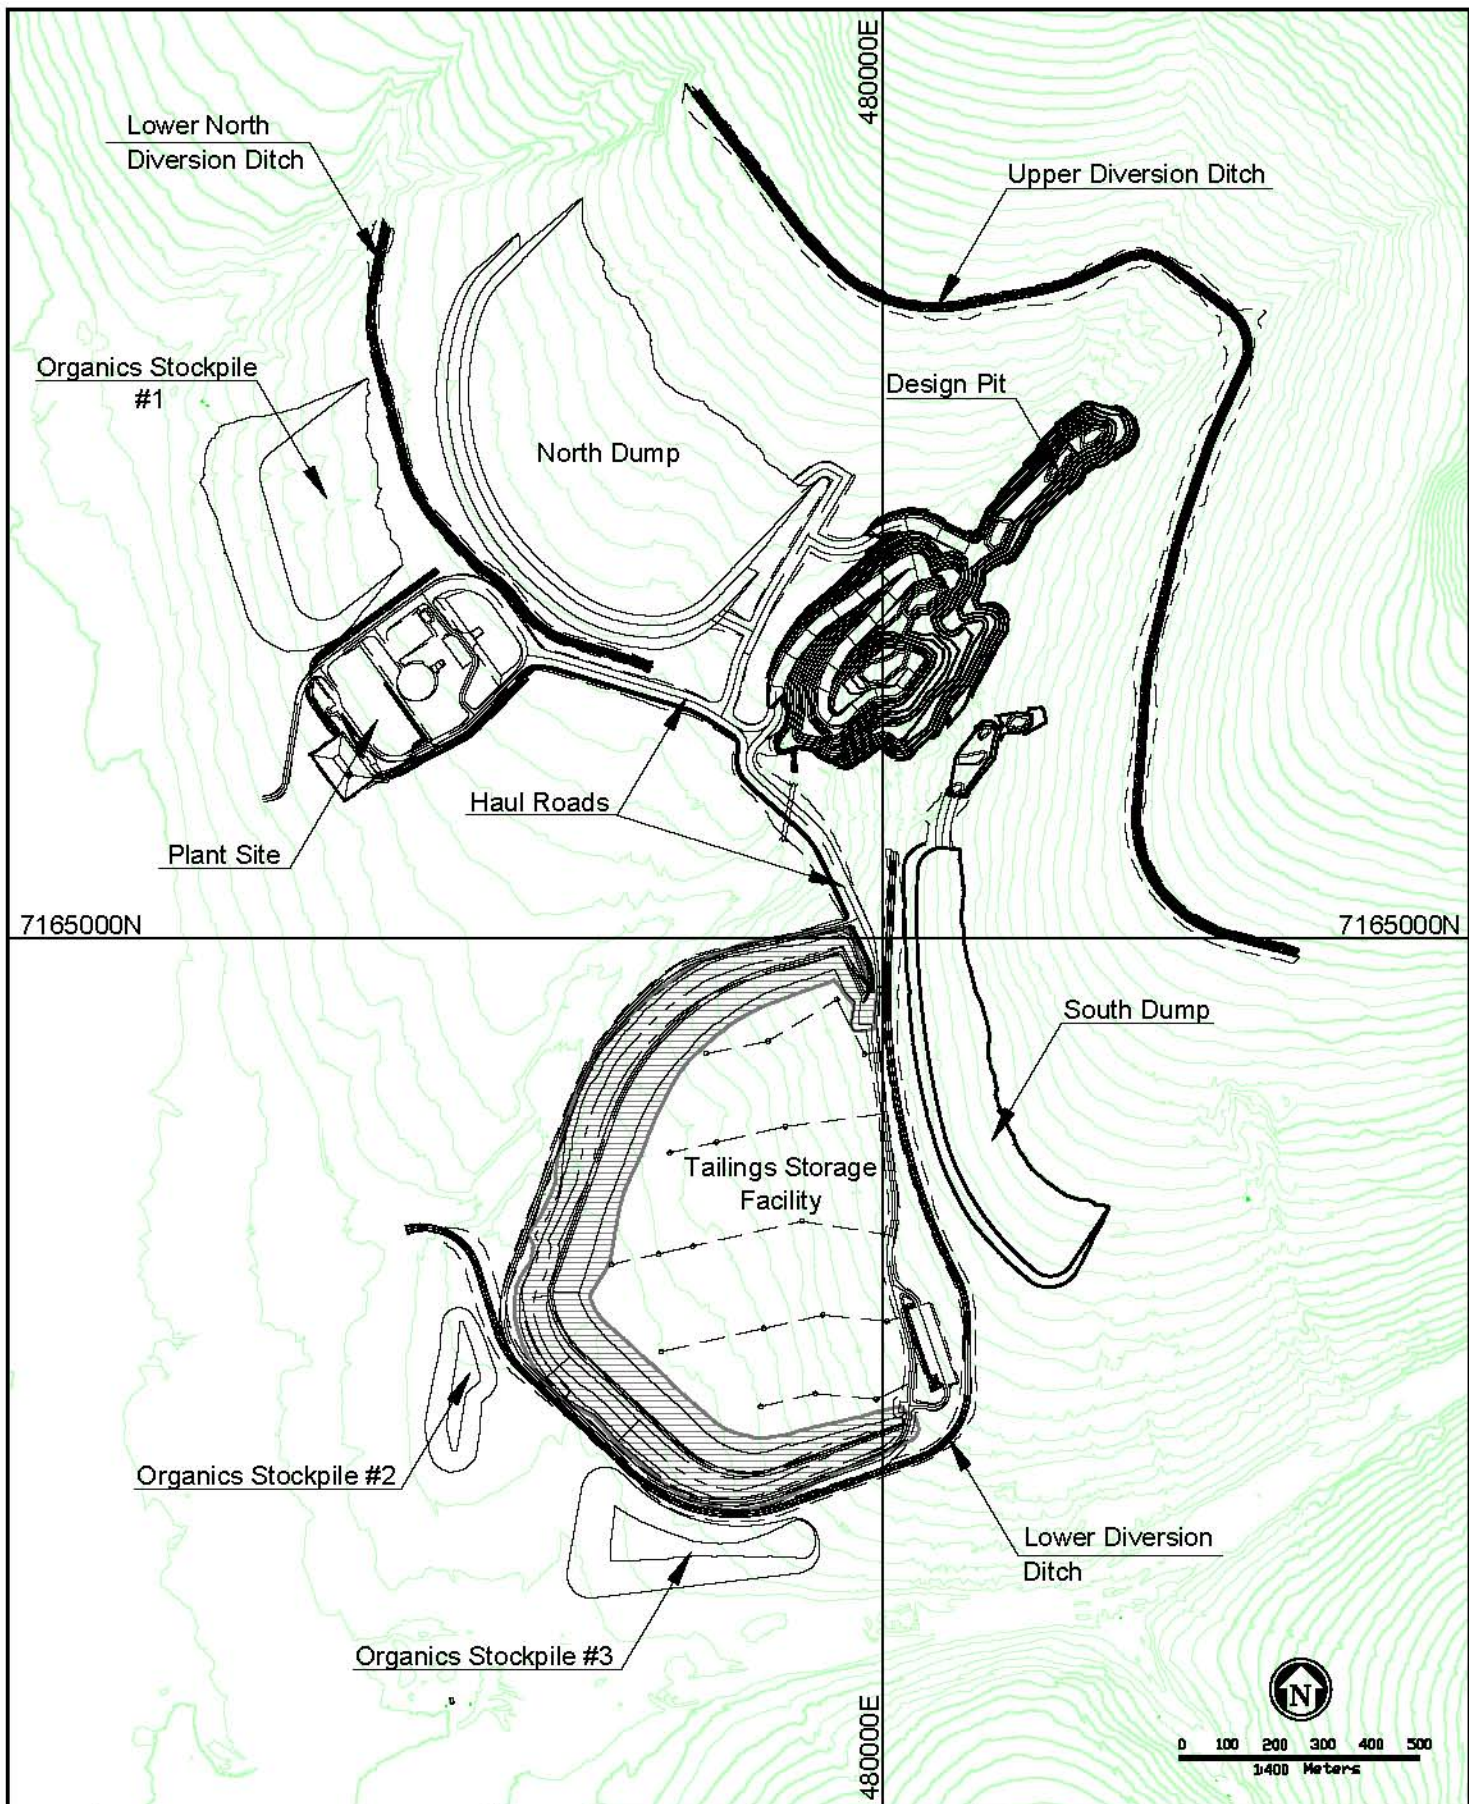 480000E
Lower North
Diversion Ditch
Upper Diversion Ditch
Organics Stockpile
#1
Design Pit
North Dump
Haul Roads
Plant Site
7165000N
7165000N
South Dump
Tailings Storage
Facility
Organics Stockpile #2
Lower Diversion
Ditch
Organics Stockpile #3
480000E
N
0 100 200 300 400 500
1:400 Meters